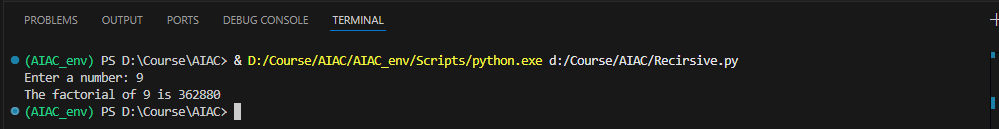 PROBLEMS OUTPUT PORTS DEBUG CONSOLE TERMINAL
(AIAC_env) PS D:\Course\AIAC> & D:/Course/AIAC/AIAC_env/Scripts/python.exe d:/Course/AIAC/Recirsive.py
Enter a number: 9
The factorial of 9 is 362880
(AIAC_env) PS D:\Course\AIAC>